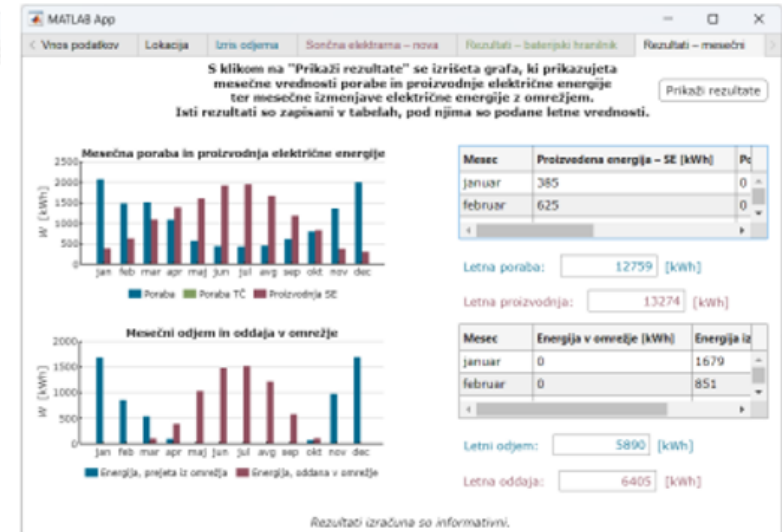 MATLAB App
Vnos podatkov Lokacija Izris odjema Sončna elektrarna – nova Rezultati – baterijski hranilnik Rezultati – mesečni
S klikom na "Prikaži rezultate" se izrišeta grafa, ki prikazujeta
mesečne vrednosti porabe in proizvodnje električne energije
ter mesečne izmenjave električne energije z omrežjem.
Isti rezultati so zapisani v tabelah, pod njima so podane letne vrednosti.
Prikaži rezultate
Mesečna poraba in proizvodnja električne energije
2500
2000
1500
1000
500
0
W [kWh]
jan feb mar apr maj jun jul avg sep okt nov dec
Poraba Poraba TČ Proizvodnja SE
Mesec Proizvedena energija – SE [kWh] Po
januar 385 0
februar 625 0
Letna poraba: 12759 [kWh]
Letna proizvodnja: 13274 [kWh]
Mesečni odjem in oddaja v omrežje
2000
1500
1000
500
0
W [kWh]
jan feb mar apr maj jun jul avg sep okt nov dec
Energija, prejeta iz omrežja Energija, oddana v omrežje
Mesec Energija v omrežje [kWh] Energija iz
januar 0 1679
februar 0 851
Letni odjem: 5890 [kWh]
Letna oddaja: 6405 [kWh]
Rezultati izračuna so informativni.